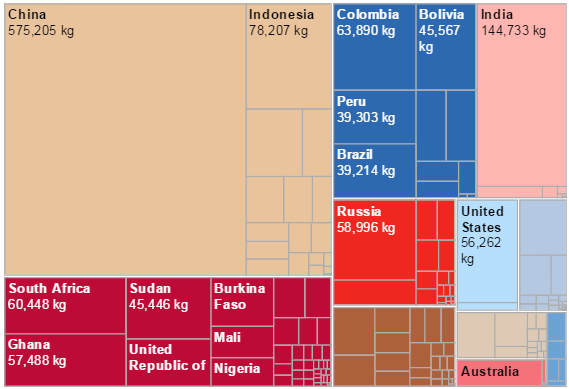 China
575,205 kg
Indonesia
78,207 kg
Colombia
63,890 kg
Bolivia
45,567
kg
India
144,733 kg
Peru
39,303 kg
Brazil
39,214 kg
Russia
58,996 kg
United
States
56,262
kg
South Africa
60,448 kg
Sudan
45,446 kg
Burkina
Faso
Ghana
57,488 kg
United
Republic of
Mali
Nigeria
Australia